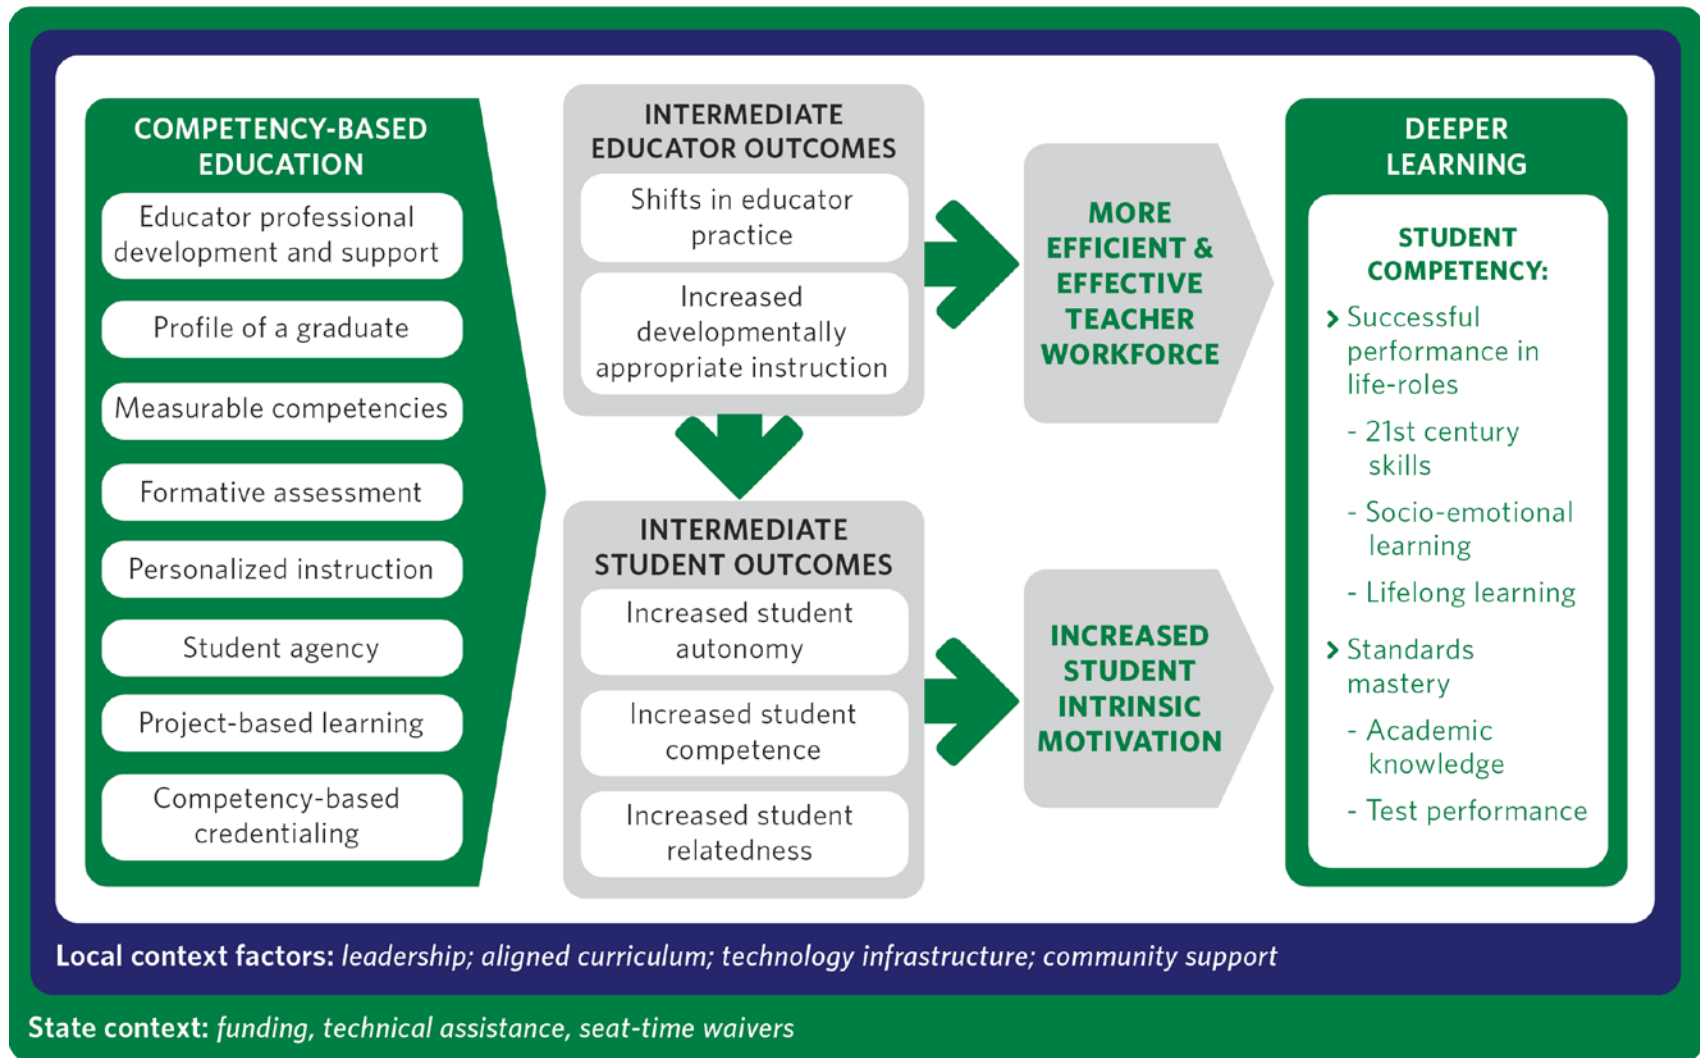 COMPETENCY-BASED
EDUCATION
Educator professional
development and support
Profile of a graduate
Measurable competencies
Formative assessment
Personalized instruction
Student agency
Project-based learning
Competency-based
credentialing
INTERMEDIATE
EDUCATOR OUTCOMES
Shifts in educator
practice
Increased
developmentally
appropriate instruction
INTERMEDIATE
STUDENT OUTCOMES
Increased student
autonomy
Increased student
competence
Increased student
relatedness
MORE
EFFICIENT &
EFFECTIVE
TEACHER
WORKFORCE
INCREASED
STUDENT
INTRINSIC
MOTIVATION
DEEPER
LEARNING
STUDENT
COMPETENCY:
› Successful
performance in
life-roles
- 21st century
skills
- Socio-emotional
learning
- Lifelong learning
› Standards
mastery
- Academic
knowledge
- Test performance
Local context factors: leadership; aligned curriculum; technology infrastructure; community support
State context: funding, technical assistance, seat-time waivers